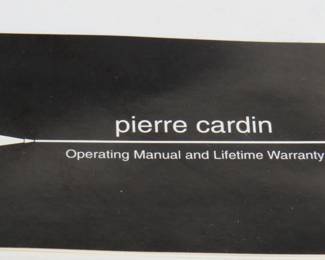 pierre cardin
Operating Manual and Lifetime Warranty